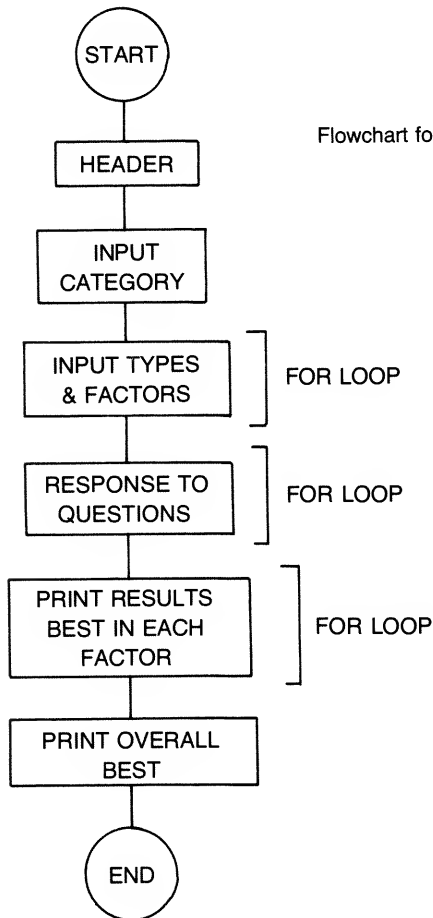 START
Flowchart fo
HEADER
INPUT
CATEGORY
INPUT TYPES
& FACTORS
FOR LOOP
RESPONSE TO
QUESTIONS
FOR LOOP
PRINT RESULTS
BEST IN EACH
FACTOR
FOR LOOP
PRINT OVERALL
BEST
END